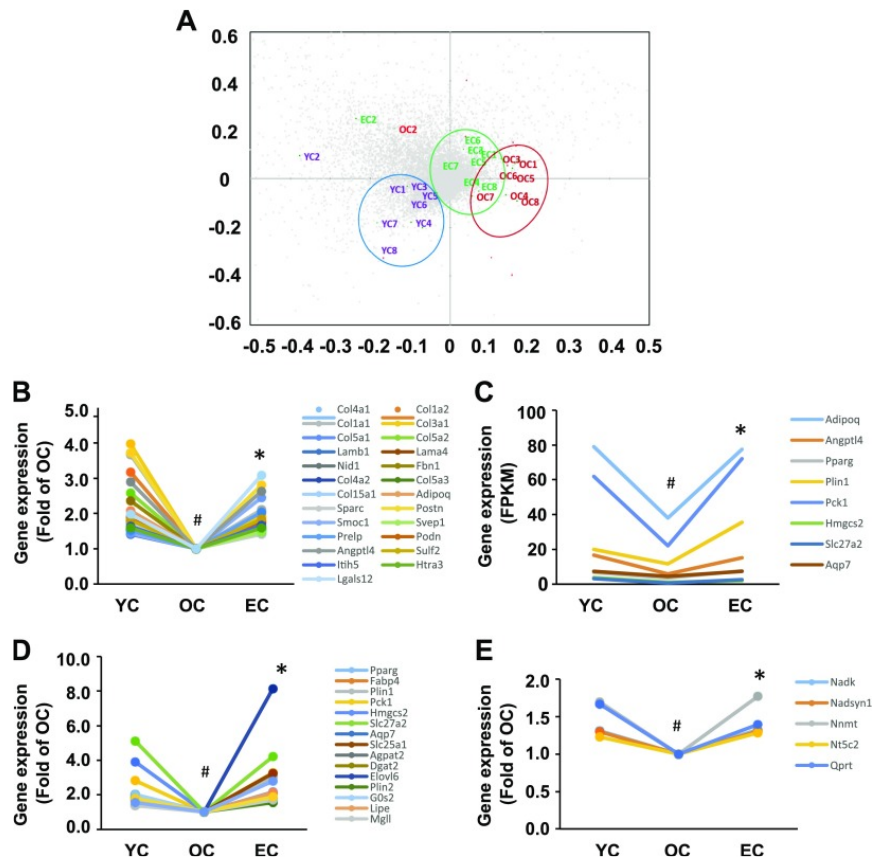 A
0.6
0.4
0.2
0
-0.2
-0.4
-0.6
EC2
OC2
YC2
EC6
EC7
OC3
OC1
OC6
OC5
EC8
OC7
OC4
OC8
YC1
YC3
YC5
YC6
YC7
YC4
YC8
-0.5 -0.4 -0.3 -0.2 -0.1 0 0.1 0.2 0.3 0.4 0.5
B
Gene expression
(Fold of OC)
5.0
4.0
3.0
2.0
1.0
0.0
#
*
YC OC EC
Col4a1 Col1a2
Col1a1 Col3a1
Col5a1 Col5a2
Lamb1 Lama4
Nid1 Fbn1
Col4a2 Col5a3
Col15a1 Adipoq
Sparc Postn
Smoc1 Svep1
Prelp Podn
Angptl4 Sulf2
Itih5 Htra3
Lgals12
C
Gene expression
(FPKM)
100
80
60
40
20
0
#
*
YC OC EC
Adipoq
Angptl4
Pparg
Plin1
Pck1
Hmgcs2
Slc27a2
Aqp7
D
Gene expression
(Fold of OC)
10.0
8.0
6.0
4.0
2.0
0.0
#
*
YC OC EC
Pparg
Fabp4
Plin1
Pck1
Hmgcs2
Slc27a2
Aqp7
Slc25a1
Agpat2
Dgat2
Elovl6
Plin2
G0s2
Lipe
Mgll
E
Gene expression
(Fold of OC)
2.0
1.5
1.0
0.5
0.0
#
*
YC OC EC
Nadk
Nadsyn1
Nnmt
Nt5c2
Qprt